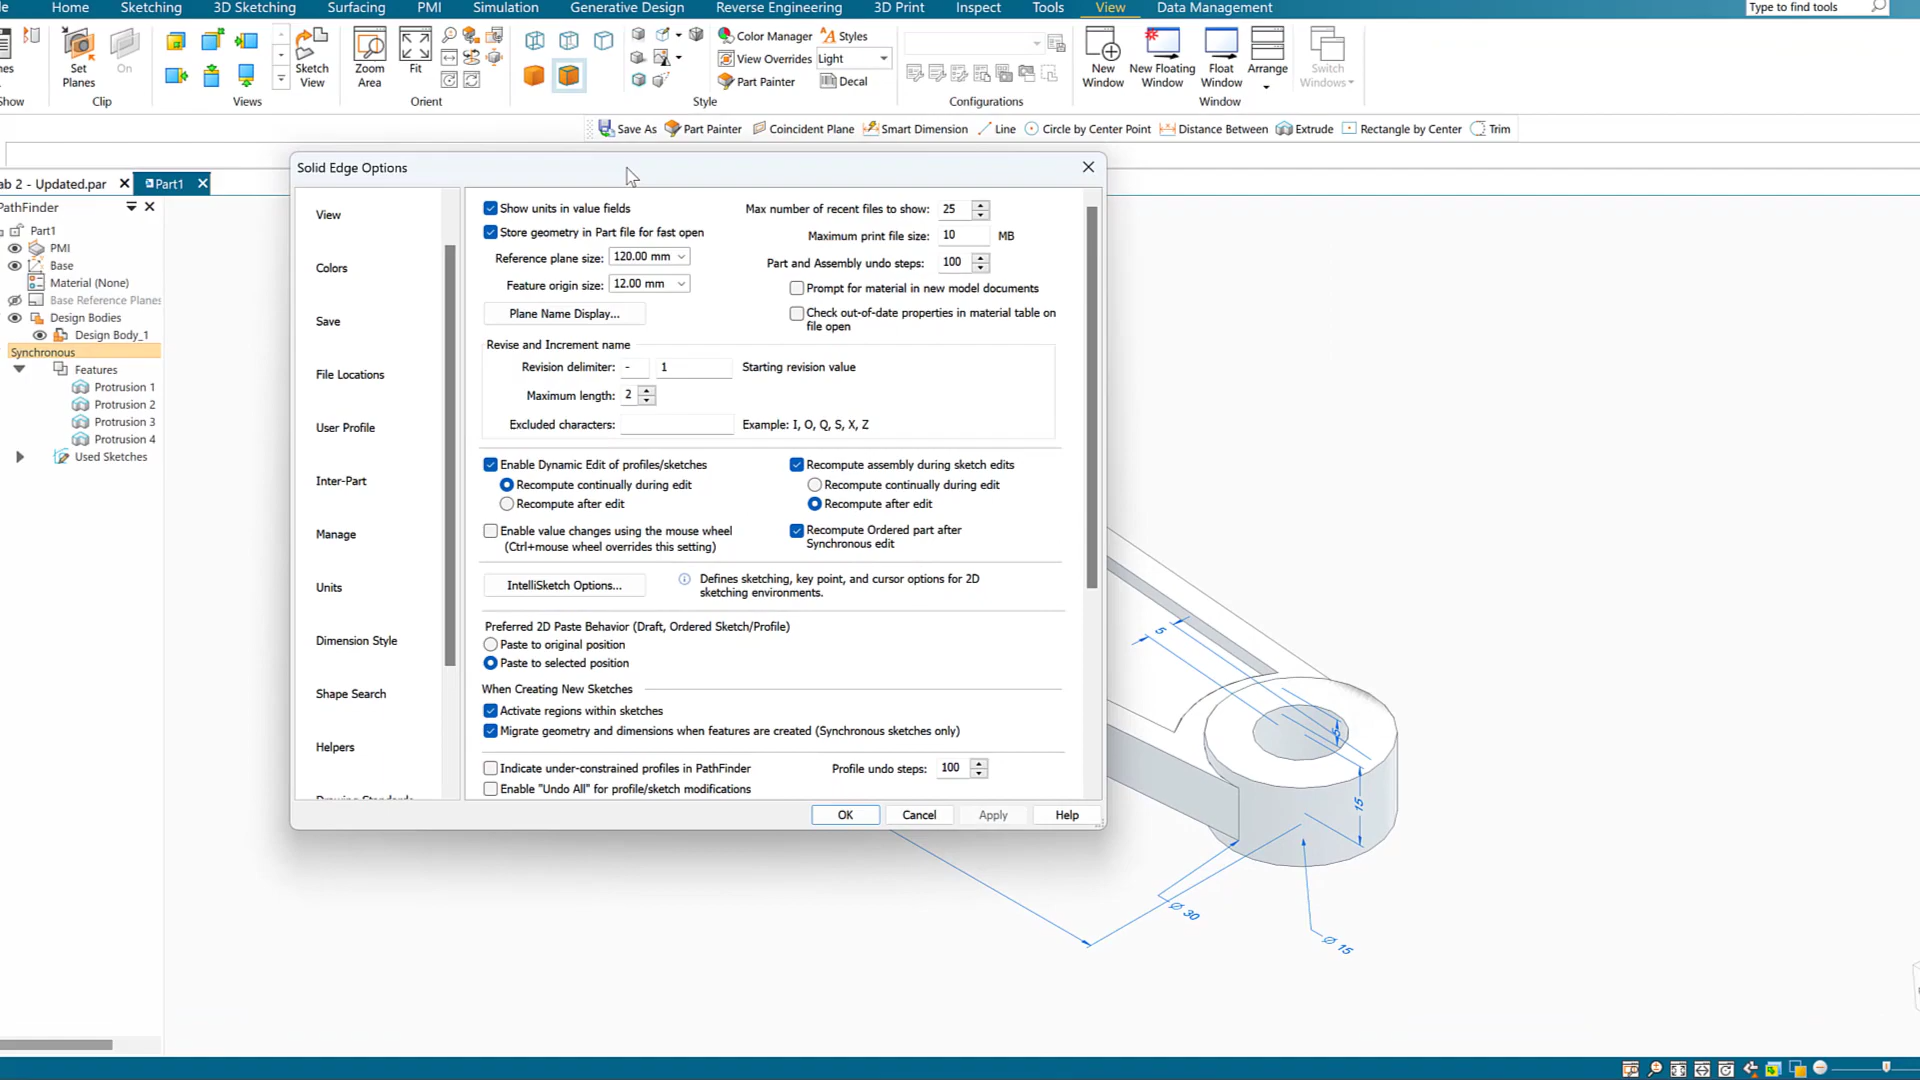 Home Sketching 3D Sketching Surfacing PMI Simulation Generative Design Reverse Engineering 3D Print Inspect Tools View Data Management Type to find tools
Set Planes
On
Clip
Views
Sketch View
Zoom Area
Fit
Orient
Color Manager Styles
View Overrides Light
Part Painter Decal
Style
Configurations
New Window
New Floating Window
Float Window
Arrange
Switch Windows
Window
Save As Part Painter Coincident Plane Smart Dimension Line Circle by Center Point Distance Between Extrude Rectangle by Center Trim
ab 2 - Updated.par Part1
PathFinder
Part1
PMI
Base
Material (None)
Base Reference Planes
Design Bodies
Design Body_1
Synchronous
Features
Protrusion 1
Protrusion 2
Protrusion 3
Protrusion 4
Used Sketches
Solid Edge Options
View
Colors
Save
File Locations
User Profile
Inter-Part
Manage
Units
Dimension Style
Shape Search
Helpers
Drawing Standards
Show units in value fields
Store geometry in Part file for fast open
Reference plane size: 120.00 mm
Feature origin size: 12.00 mm
Plane Name Display...
Max number of recent files to show: 25
Maximum print file size: 10 MB
Part and Assembly undo steps: 100
Prompt for material in new model documents
Check out-of-date properties in material table on
file open
Revise and Increment name
Revision delimiter: - 1 Starting revision value
Maximum length: 2
Excluded characters: Example: I, O, Q, S, X, Z
Enable Dynamic Edit of profiles/sketches
Recompute continually during edit
Recompute after edit
Enable value changes using the mouse wheel
(Ctrl+mouse wheel overrides this setting)
Recompute assembly during sketch edits
Recompute continually during edit
Recompute after edit
Recompute Ordered part after
Synchronous edit
IntelliSketch Options...
Defines sketching, key point, and cursor options for 2D
sketching environments.
Preferred 2D Paste Behavior (Draft, Ordered Sketch/Profile)
Paste to original position
Paste to selected position
When Creating New Sketches
Activate regions within sketches
Migrate geometry and dimensions when features are created (Synchronous sketches only)
Indicate under-constrained profiles in PathFinder
Profile undo steps: 100
Enable "Undo All" for profile/sketch modifications
OK Cancel Apply Help
5
15
Ø 30
Ø 15